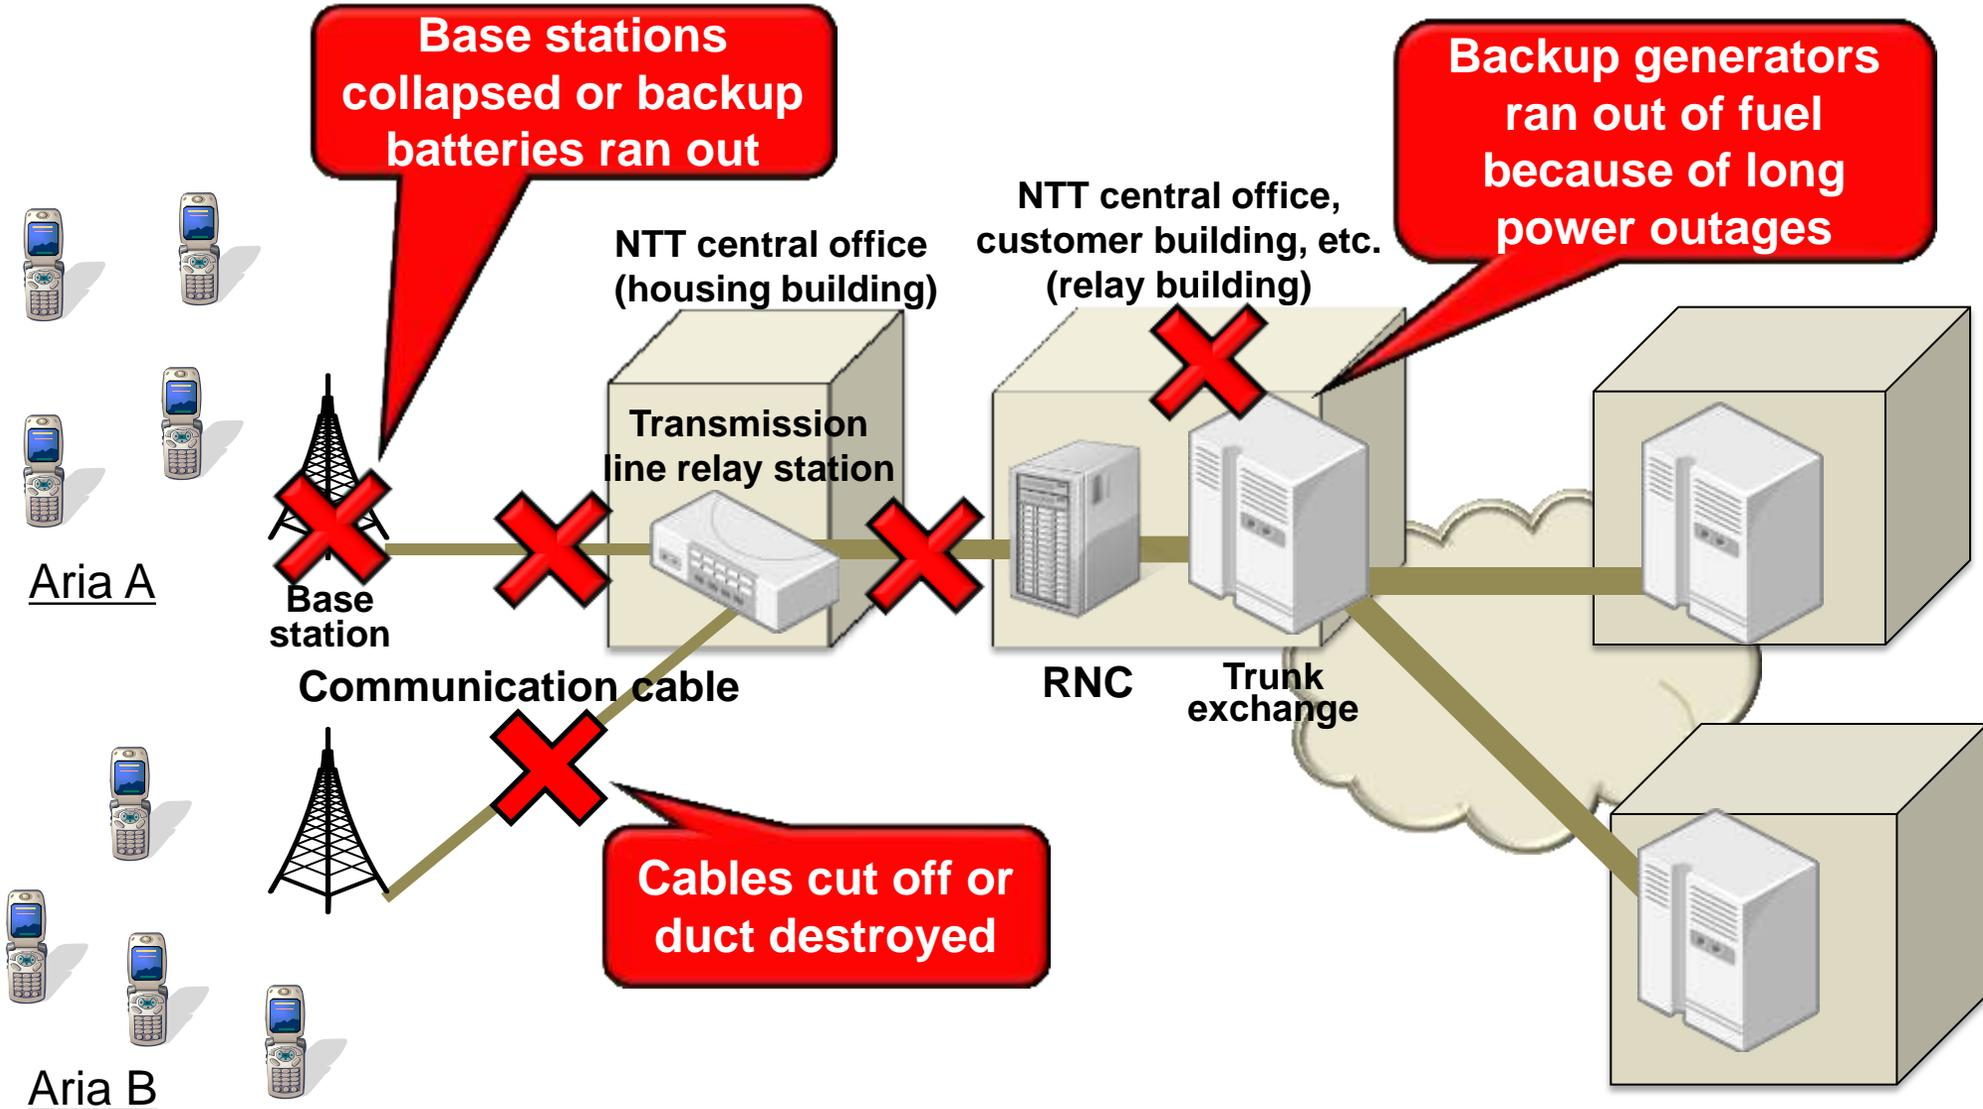 Base stations
collapsed or backup
batteries ran out
Backup generators
ran out of fuel
because of long
power outages
NTT central office
(housing building)
NTT central office,
customer building, etc.
(relay building)
Transmission
line relay station
Aria A
Base
station
Communication cable
RNC
Trunk
exchange
Cables cut off or
duct destroyed
Aria B